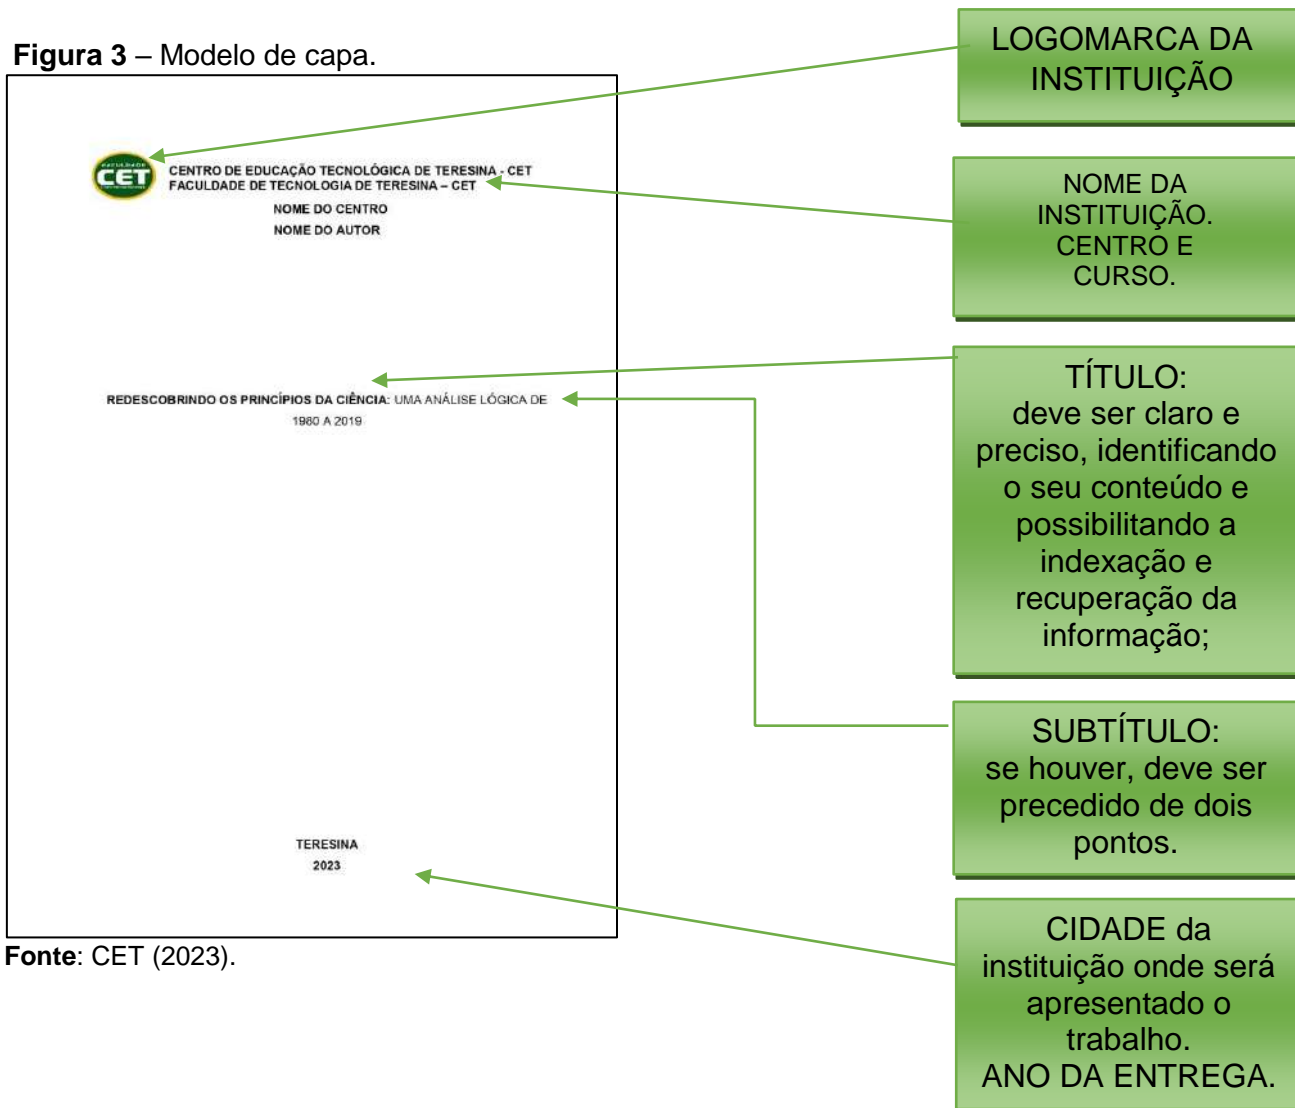 Figura 3 – Modelo de capa.
FACULDADE
CET
CENTRO DE EDUCAÇÃO TECNOLÓGICA DE TERESINA - CET
FACULDADE DE TECNOLOGIA DE TERESINA – CET
NOME DO CENTRO
NOME DO AUTOR
REDESCOBRINDO OS PRINCÍPIOS DA CIÊNCIA: UMA ANÁLISE LÓGICA DE
1980 A 2019
TERESINA
2023
Fonte: CET (2023).
LOGOMARCA DA
INSTITUIÇÃO
NOME DA
INSTITUIÇÃO.
CENTRO E
CURSO.
TÍTULO:
deve ser claro e
preciso, identificando
o seu conteúdo e
possibilitando a
indexação e
recuperação da
informação;
SUBTÍTULO:
se houver, deve ser
precedido de dois
pontos.
CIDADE da
instituição onde será
apresentado o
trabalho.
ANO DA ENTREGA.